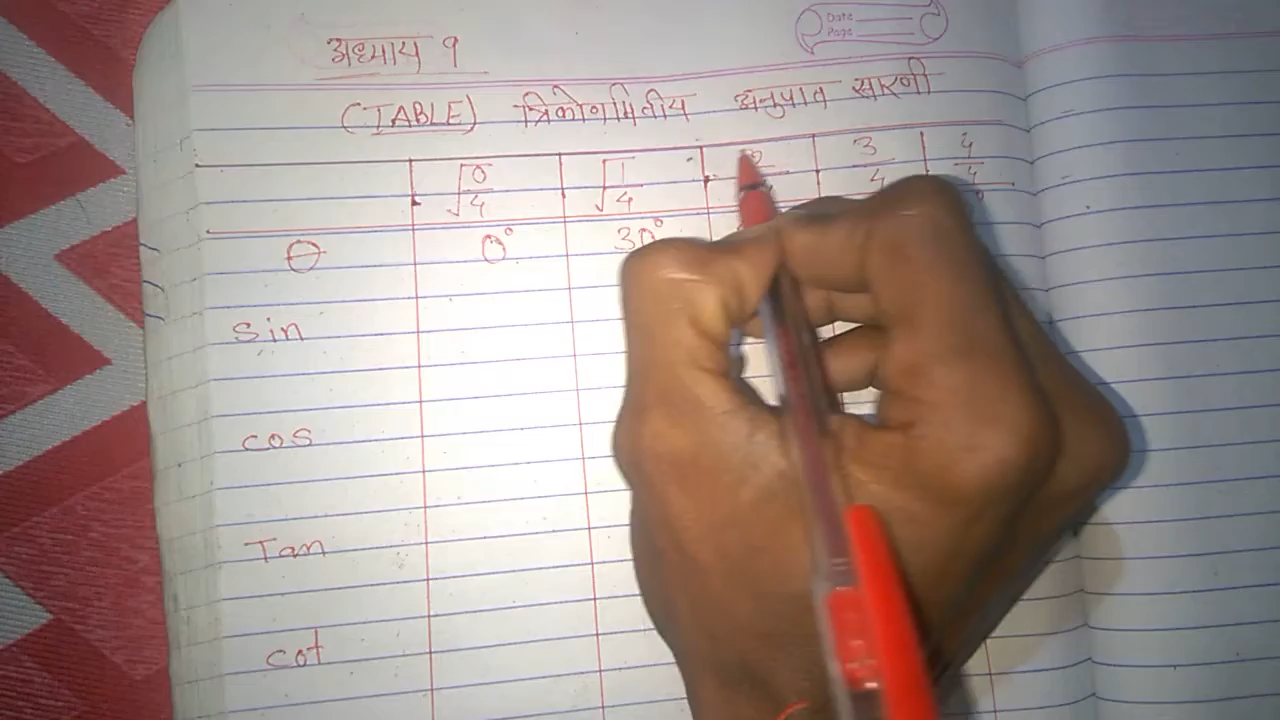 Date
Page
अध्याय 9
(TABLE) त्रिकोणमितीय अनुपात सारणी
√0/4 √1/4 3/4 4/4
θ 0° 30°
Sin
cos
Tan
cot